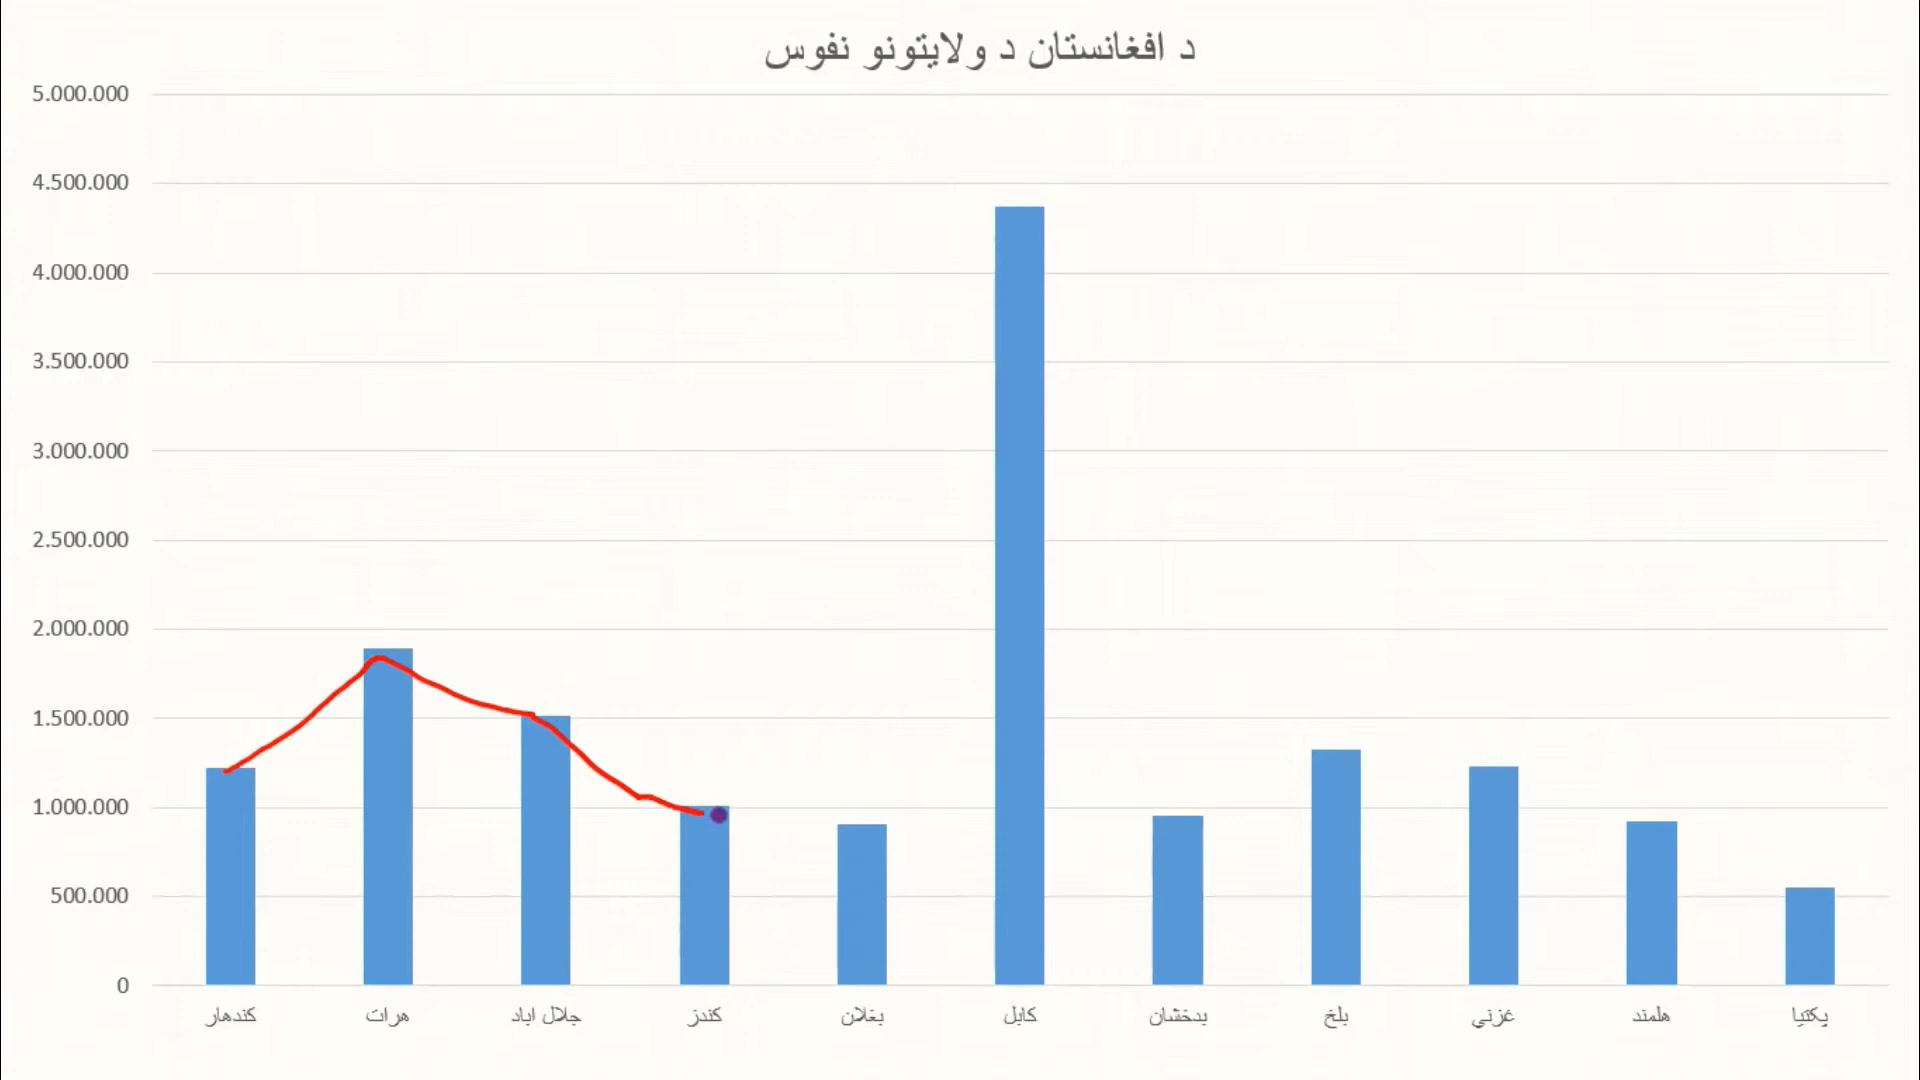 د افغانستان د ولایتونو نفوس
5.000.000
4.500.000
4.000.000
3.500.000
3.000.000
2.500.000
2.000.000
1.500.000
1.000.000
500.000
0
کندهار
هرات
جلال اباد
کندز
بغلان
کابل
بدخشان
بلخ
غزني
هلمند
پکتیا